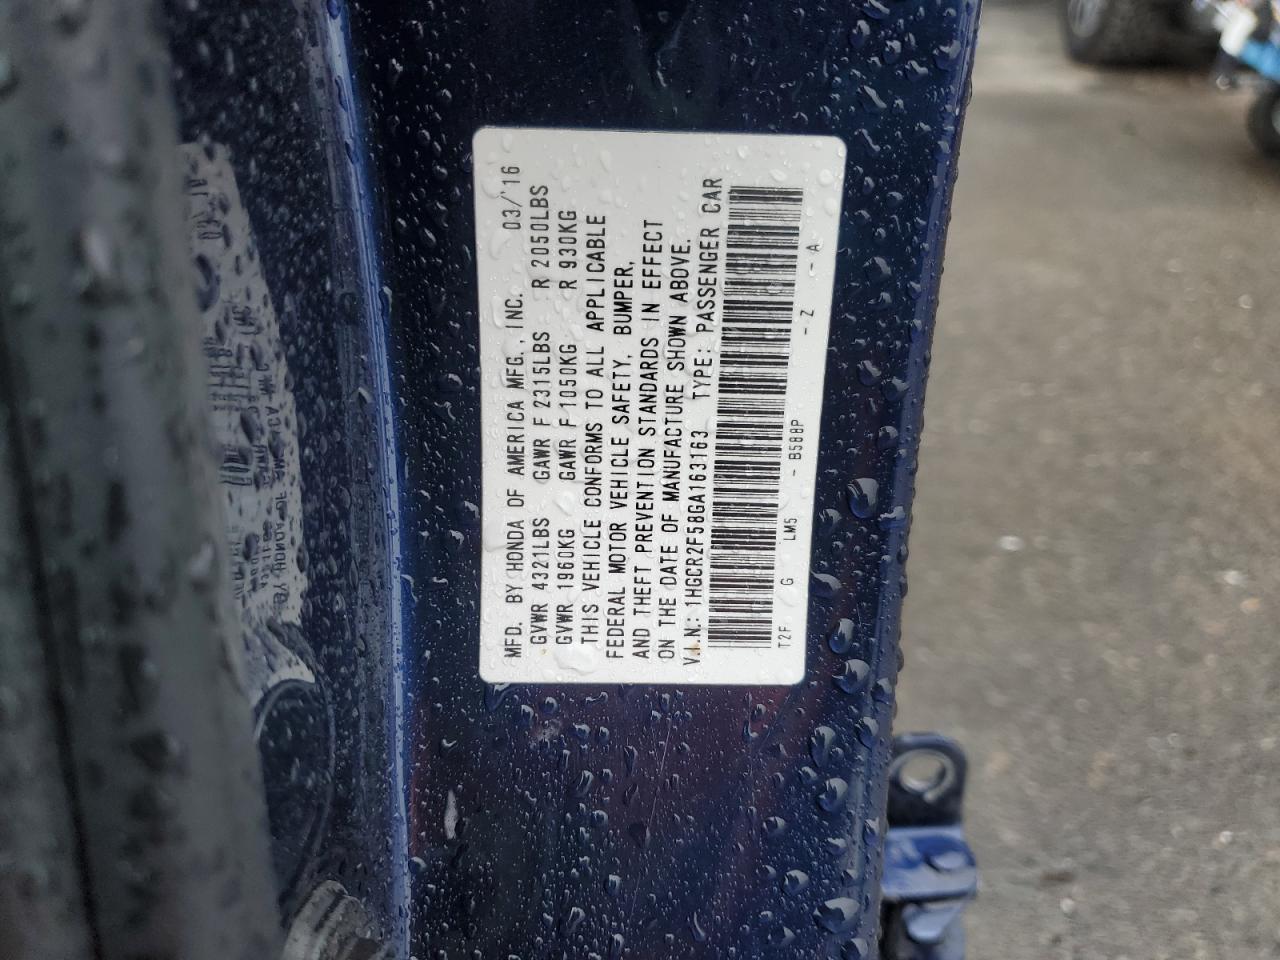 MFD. BY HONDA OF AMERICA MFG., INC. 03/'16
GVWR 4321LBS GAWR F 2315LBS R 2050LBS
GVWR 1960KG GAWR F 1050KG R 930KG
THIS VEHICLE CONFORMS TO ALL APPLICABLE
FEDERAL MOTOR VEHICLE SAFETY, BUMPER,
AND THEFT PREVENTION STANDARDS IN EFFECT
ON THE DATE OF MANUFACTURE SHOWN ABOVE.
V.I.N.: 1HGCR2F58GA163163 TYPE: PASSENGER CAR
T2F G LM5 - B588P - Z - A